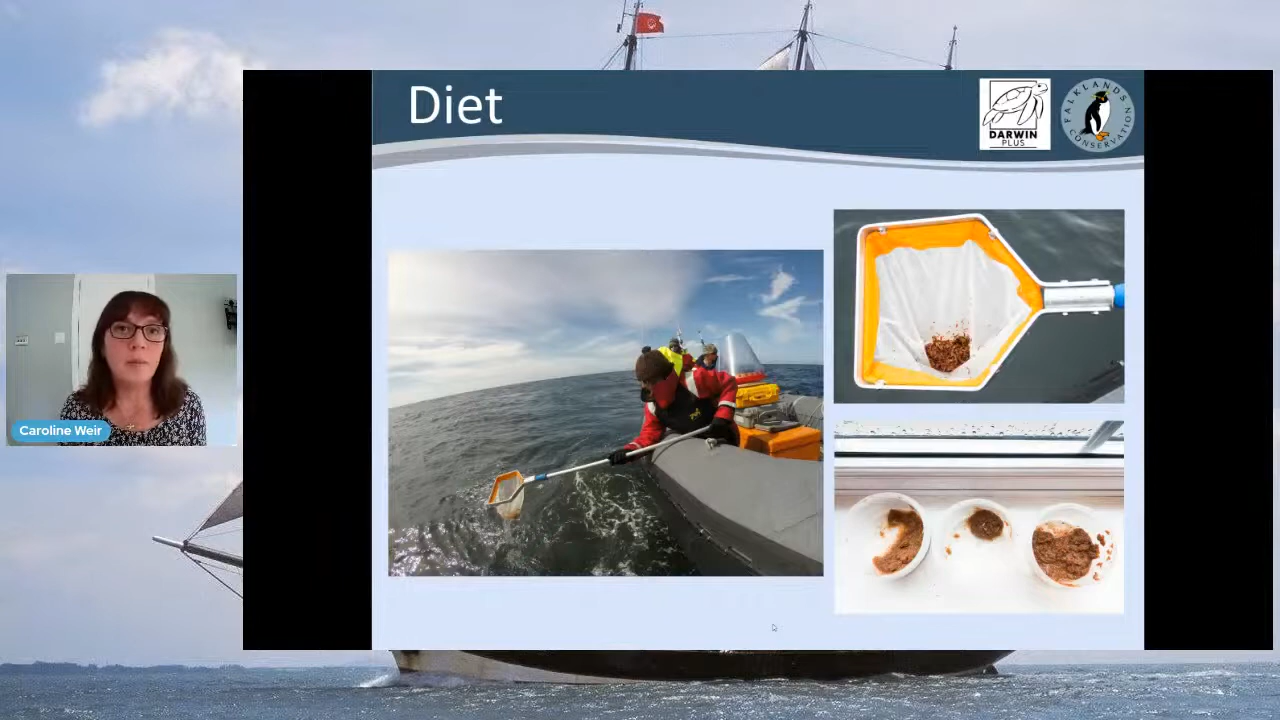 Diet
DARWIN
PLUS
FALKLANDS
CONSERVATION
Caroline Weir